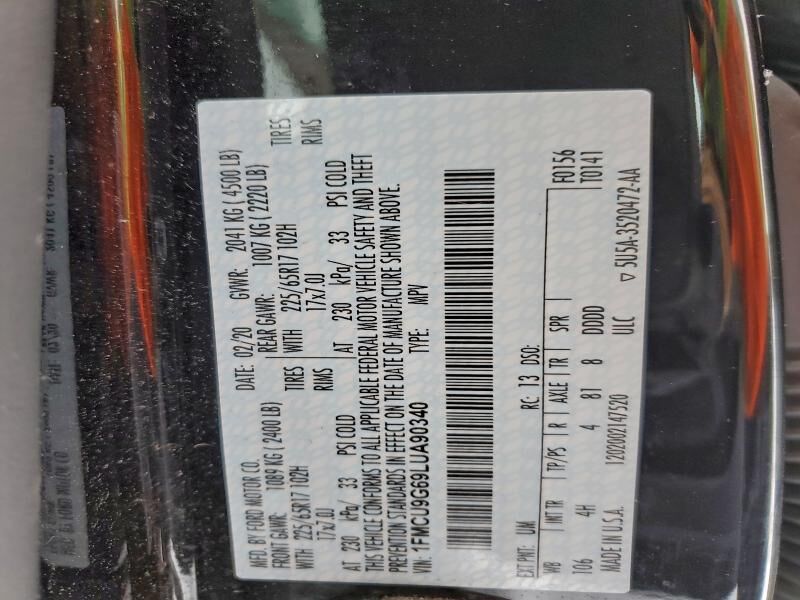 MFD. BY FORD MOTOR CO.
DATE: 02/20 GVWR: 2041 KG ( 4500 LB)
FRONT GAWR: 1089 KG ( 2400 LB) REAR GAWR: 1007 KG ( 2220 LB)
WITH 225/65R17 102H TIRES WITH 225/65R17 102H TIRES
17x7.0J RIMS 17x7.0J RIMS
AT 230 kPa/ 33 PSI COLD AT 230 kPa/ 33 PSI COLD
THIS VEHICLE CONFORMS TO ALL APPLICABLE FEDERAL MOTOR VEHICLE SAFETY AND THEFT
PREVENTION STANDARDS IN EFFECT ON THE DATE OF MANUFACTURE SHOWN ABOVE.
VIN: 1FMCU9G69LUA90340 TYPE: MPV
EXT PNT: UM RC: 13 DSO: F0156
WB INT TR TP/PS R AXLE TR SPR T0141
106 4H 4 81 8 DDDD
MADE IN U.S.A. 1202002147520 ULC ▽ 5U5A-3520472-AA